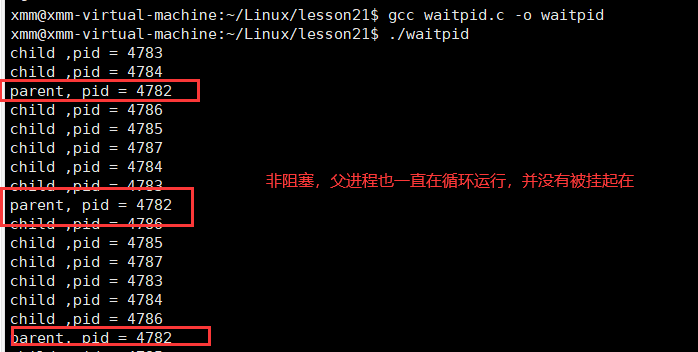 xmm@xmm-virtual-machine:~/Linux/lesson21$ gcc waitpid.c -o waitpid
xmm@xmm-virtual-machine:~/Linux/lesson21$ ./waitpid
child ,pid = 4783
child ,pid = 4784
parent, pid = 4782
child ,pid = 4786
child ,pid = 4785
child ,pid = 4787
child ,pid = 4784
child ,pid = 4783
非阻塞，父进程也一直在循环运行，并没有被挂起在
parent, pid = 4782
child ,pid = 4786
child ,pid = 4785
child ,pid = 4787
child ,pid = 4783
child ,pid = 4784
child ,pid = 4786
parent, pid = 4782